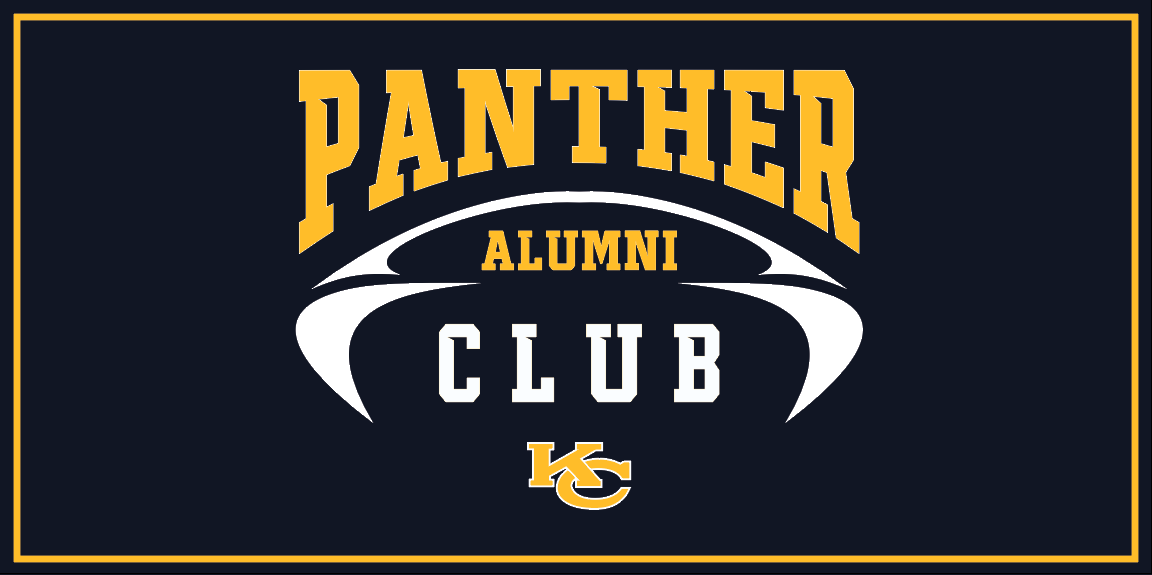 PANTHER
ALUMNI
CLUB
KC